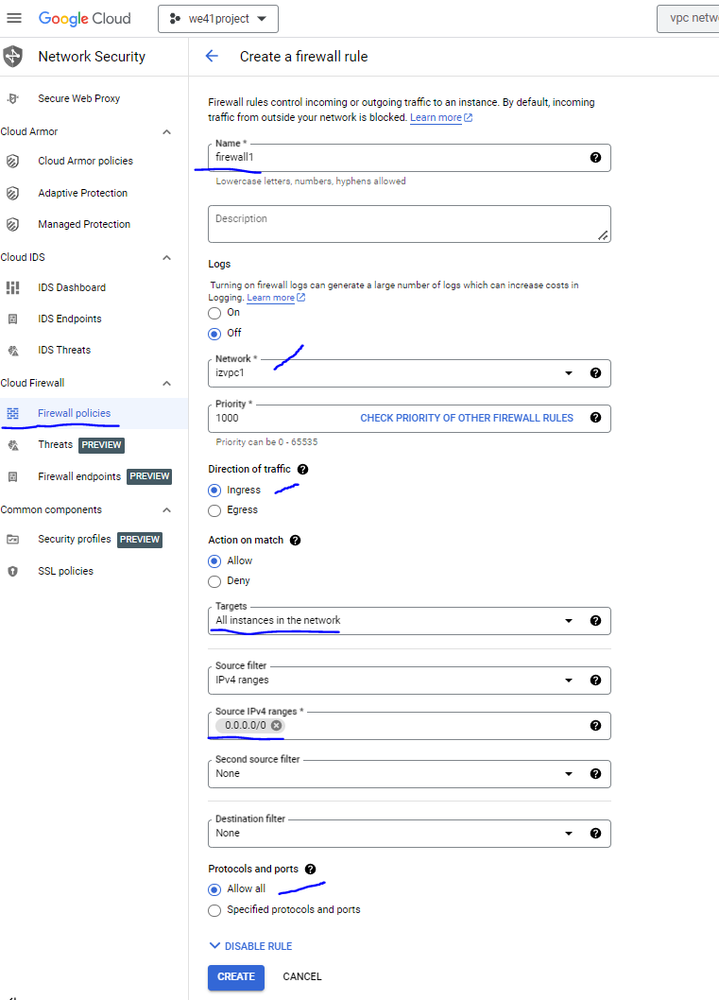 Google Cloud
we41project
vpc netw
Network Security
Create a firewall rule
Secure Web Proxy
Cloud Armor
Cloud Armor policies
Adaptive Protection
Managed Protection
Cloud IDS
IDS Dashboard
IDS Endpoints
IDS Threats
Cloud Firewall
Firewall policies
Threats PREVIEW
Firewall endpoints PREVIEW
Common components
Security profiles PREVIEW
SSL policies
Firewall rules control incoming or outgoing traffic to an instance. By default, incoming
traffic from outside your network is blocked. Learn more
Name *
firewall1
Lowercase letters, numbers, hyphens allowed
Description
Logs
Turning on firewall logs can generate a large number of logs which can increase costs in
Logging. Learn more
On
Off
Network *
izvpc1
Priority *
1000 CHECK PRIORITY OF OTHER FIREWALL RULES
Priority can be 0 - 65535
Direction of traffic
Ingress
Egress
Action on match
Allow
Deny
Targets
All instances in the network
Source filter
IPv4 ranges
Source IPv4 ranges *
0.0.0.0/0
Second source filter
None
Destination filter
None
Protocols and ports
Allow all
Specified protocols and ports
DISABLE RULE
CREATE CANCEL